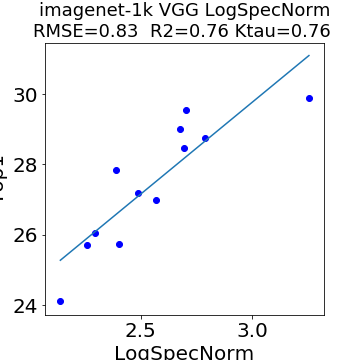 imagenet-1k VGG LogSpecNorm
RMSE=0.83 R2=0.76 Ktau=0.76
30
28
26
24
2.5 3.0
LogSpecNorm